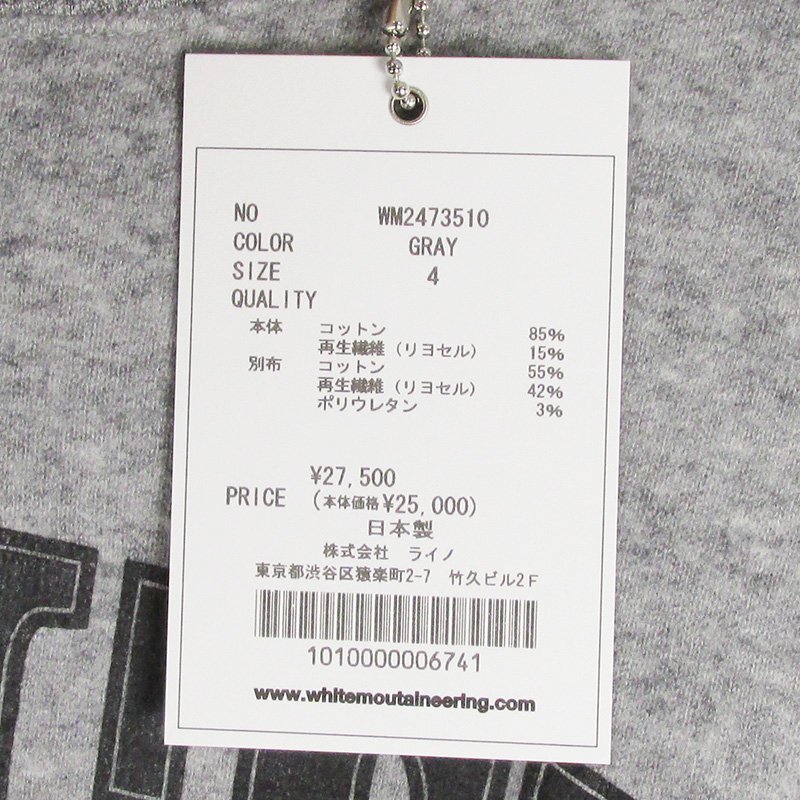 NO WM2473510
COLOR GRAY
SIZE 4
QUALITY
本体 コットン 85%
再生繊維（リヨセル） 15%
別布 コットン 55%
再生繊維（リヨセル） 42%
ポリウレタン 3%
¥27,500
PRICE (本体価格¥25,000)
日本製
株式会社 ライノ
東京都渋谷区猿楽町2-7 竹久ビル2F
1010000006741
www.whitemoutaineering.com